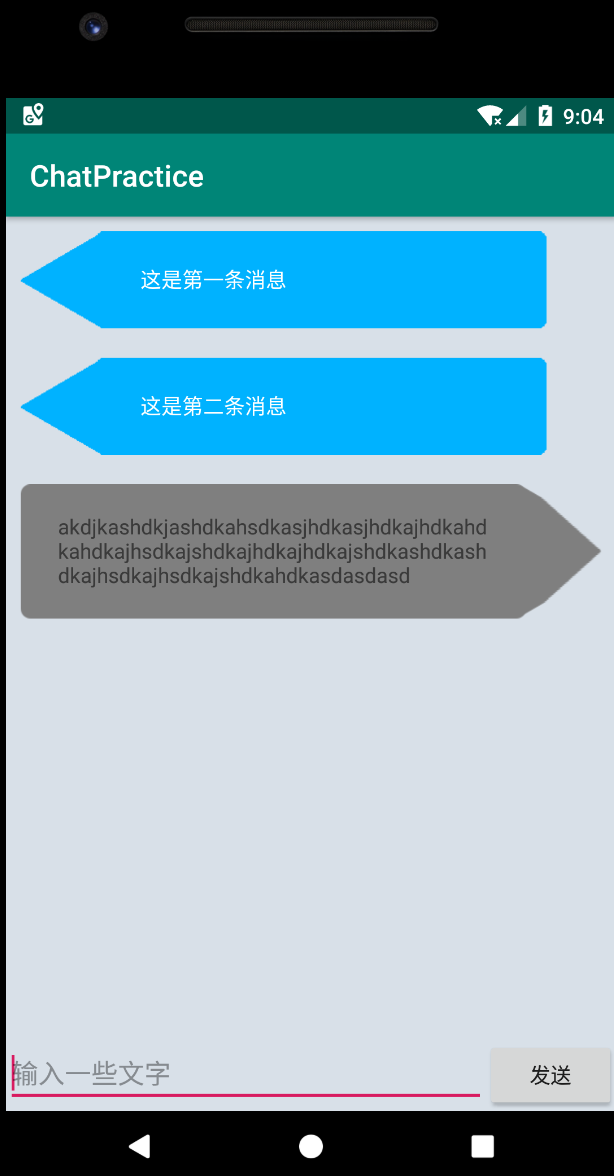 9:04
ChatPractice
这是第一条消息
这是第二条消息
akdjkashdkjashdkahsdkasjhdkasjhdkajhdkahd
kahdkajhsdkajshdkajhdkajhdkajshdkashdkash
dkajhsdkajhsdkajshdkahdkasdasdasd
输入一些文字
发送